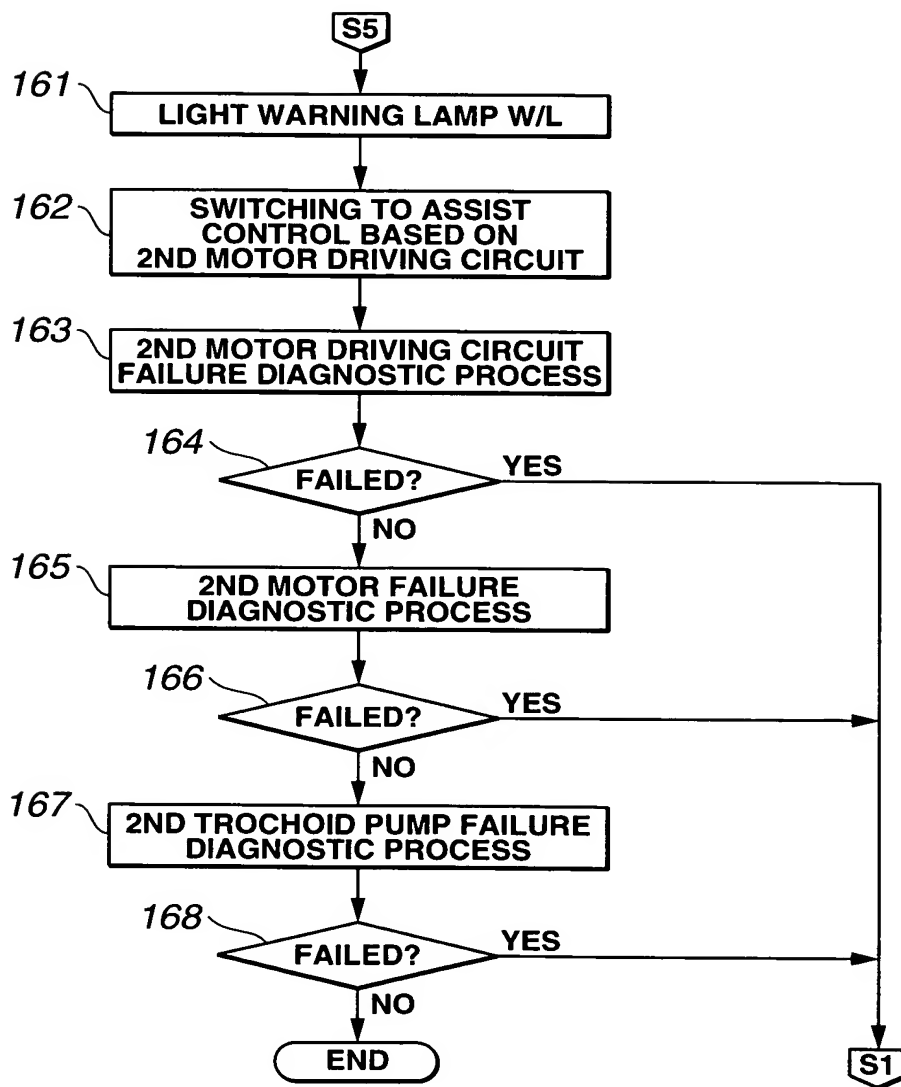 S5
161
LIGHT WARNING LAMP W/L
162
SWITCHING TO ASSIST
CONTROL BASED ON
2ND MOTOR DRIVING CIRCUIT
163
2ND MOTOR DRIVING CIRCUIT
FAILURE DIAGNOSTIC PROCESS
164
FAILED?
YES
NO
165
2ND MOTOR FAILURE
DIAGNOSTIC PROCESS
166
FAILED?
YES
NO
167
2ND TROCHOID PUMP FAILURE
DIAGNOSTIC PROCESS
168
FAILED?
YES
NO
END
S1